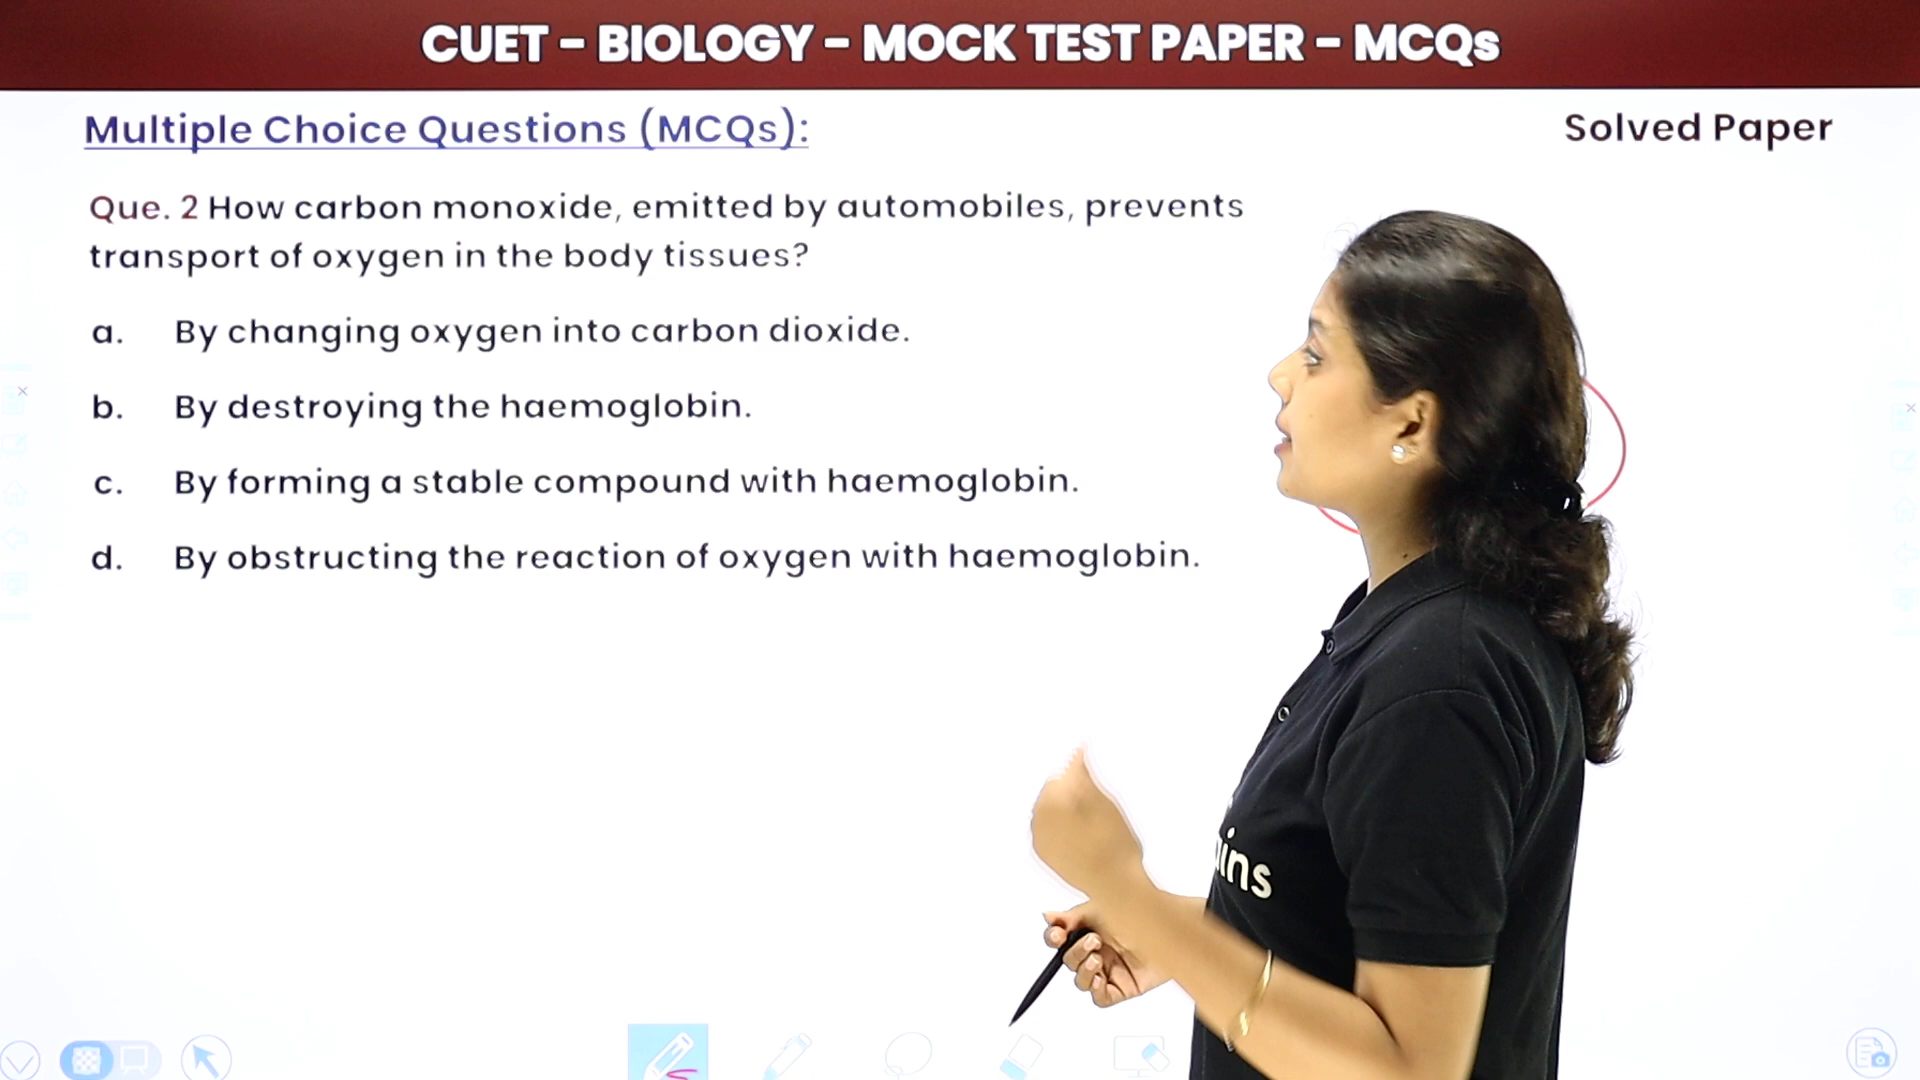 CUET - BIOLOGY - MOCK TEST PAPER - MCQs
Multiple Choice Questions (MCQs):
Solved Paper
Que. 2 How carbon monoxide, emitted by automobiles, prevents
transport of oxygen in the body tissues?
a. By changing oxygen into carbon dioxide.
b. By destroying the haemoglobin.
c. By forming a stable compound with haemoglobin.
d. By obstructing the reaction of oxygen with haemoglobin.
ins